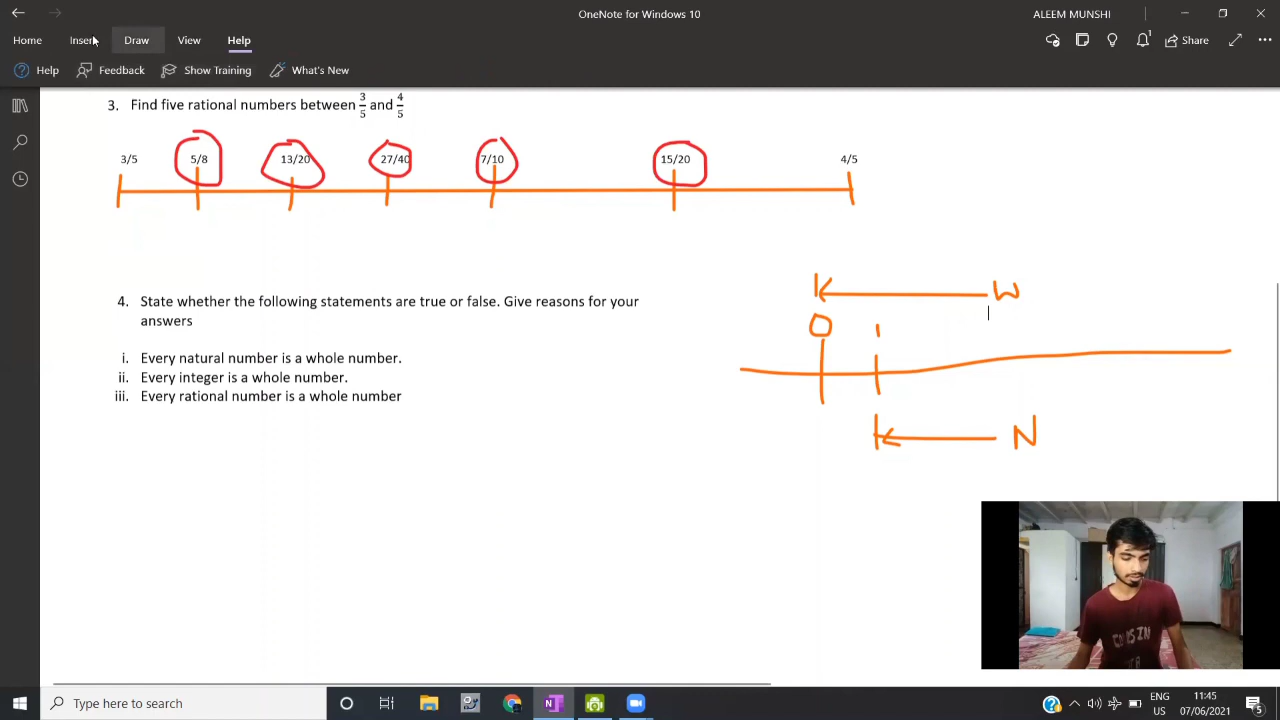 OneNote for Windows 10
ALEEM MUNSHI
Home Insert Draw View Help
Share
Help Feedback Show Training What's New
3. Find five rational numbers between 3/5 and 4/5
3/5 5/8 13/20 27/40 7/10 15/20 4/5
K W
0 1
4. State whether the following statements are true or false. Give reasons for your
answers
i. Every natural number is a whole number.
ii. Every integer is a whole number.
iii. Every rational number is a whole number
N
Type here to search
ENG 11:45
US 07/06/2021
5